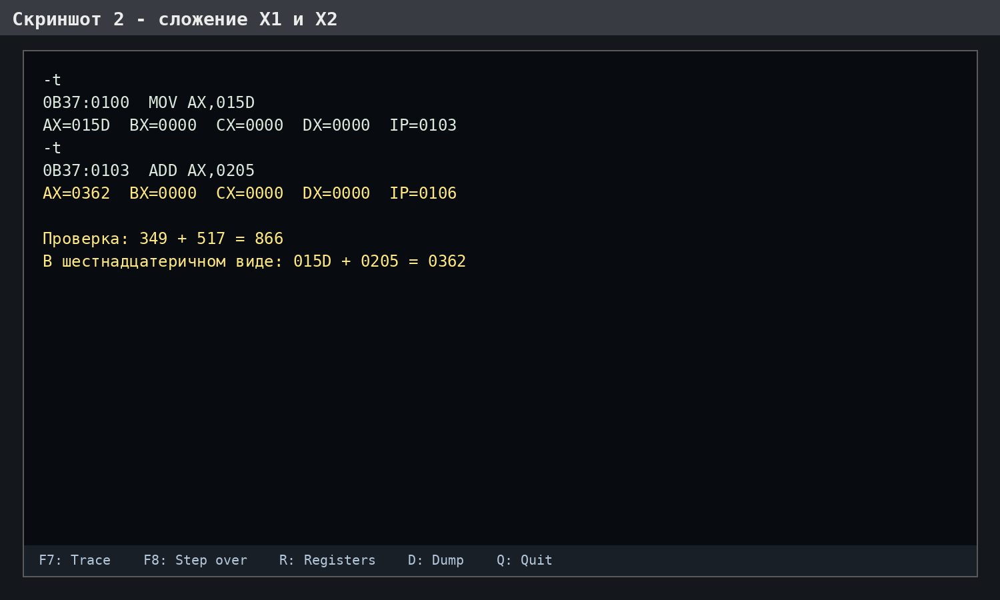 Скриншот 2 - сложение X1 и X2
-t
0B37:0100  MOV AX,015D
AX=015D  BX=0000  CX=0000  DX=0000  IP=0103
-t
0B37:0103  ADD AX,0205
AX=0362  BX=0000  CX=0000  DX=0000  IP=0106
Проверка: 349 + 517 = 866
В шестнадцатеричном виде: 015D + 0205 = 0362
F7: Trace    F8: Step over    R: Registers    D: Dump    Q: Quit